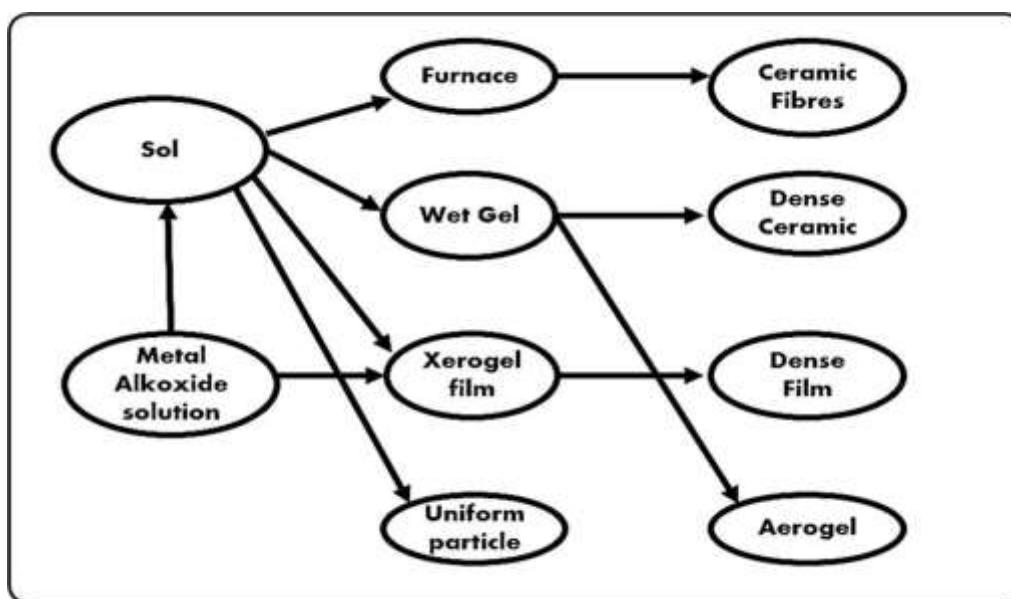 Furnace
Ceramic
Fibres
Sol
Wet Gel
Dense
Ceramic
Metal
Alkoxide
solution
Xerogel
film
Dense
Film
Uniform
particle
Aerogel